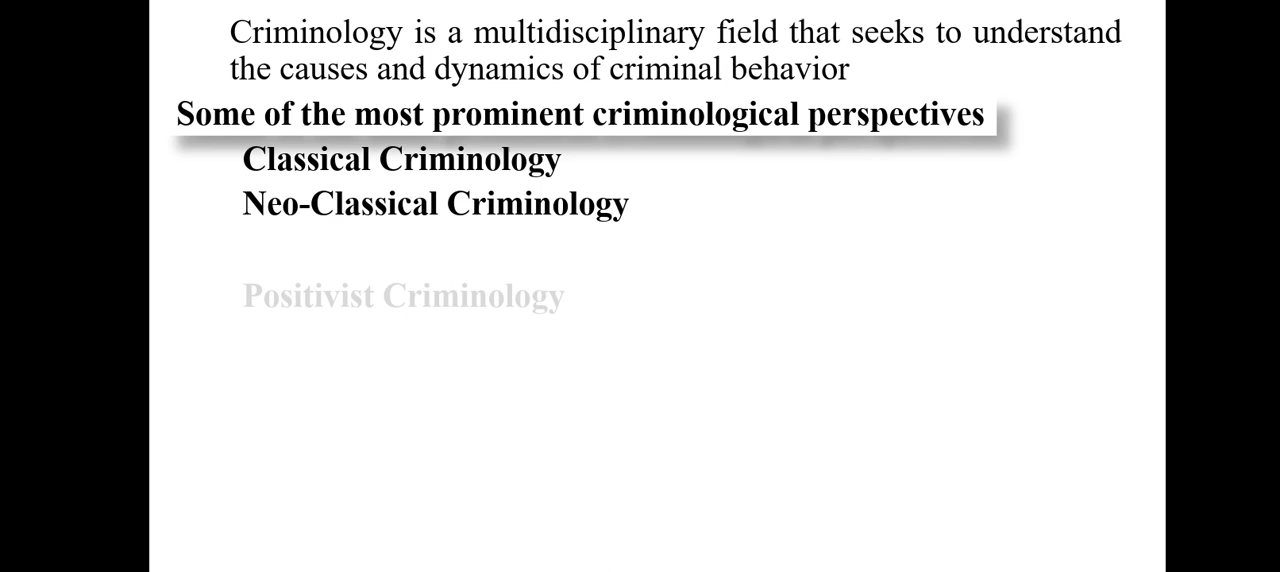 Criminology is a multidisciplinary field that seeks to understand
the causes and dynamics of criminal behavior
Some of the most prominent criminological perspectives
Classical Criminology
Neo-Classical Criminology
Positivist Criminology